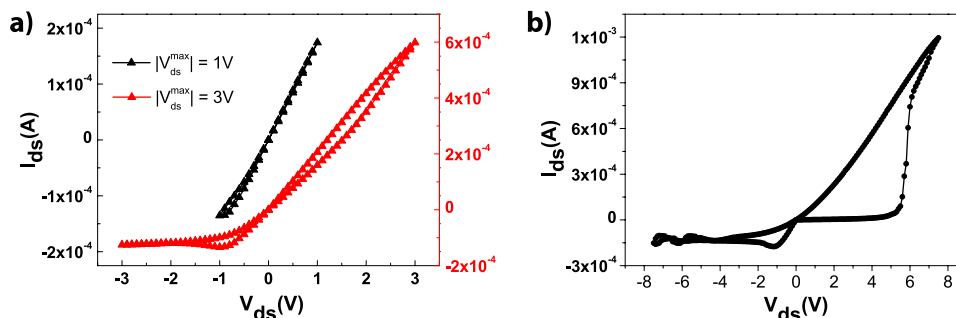 a)
|V_ds^max| = 1V
|V_ds^max| = 3V
I_ds(A)
2x10^-4
1x10^-4
0
-1x10^-4
-2x10^-4
6x10^-4
4x10^-4
2x10^-4
0
-2x10^-4
-3 -2 -1 0 1 2 3
V_ds(V)
b)
I_ds(A)
1x10^-3
9x10^-4
6x10^-4
3x10^-4
0
-3x10^-4
-8 -6 -4 -2 0 2 4 6 8
V_ds(V)